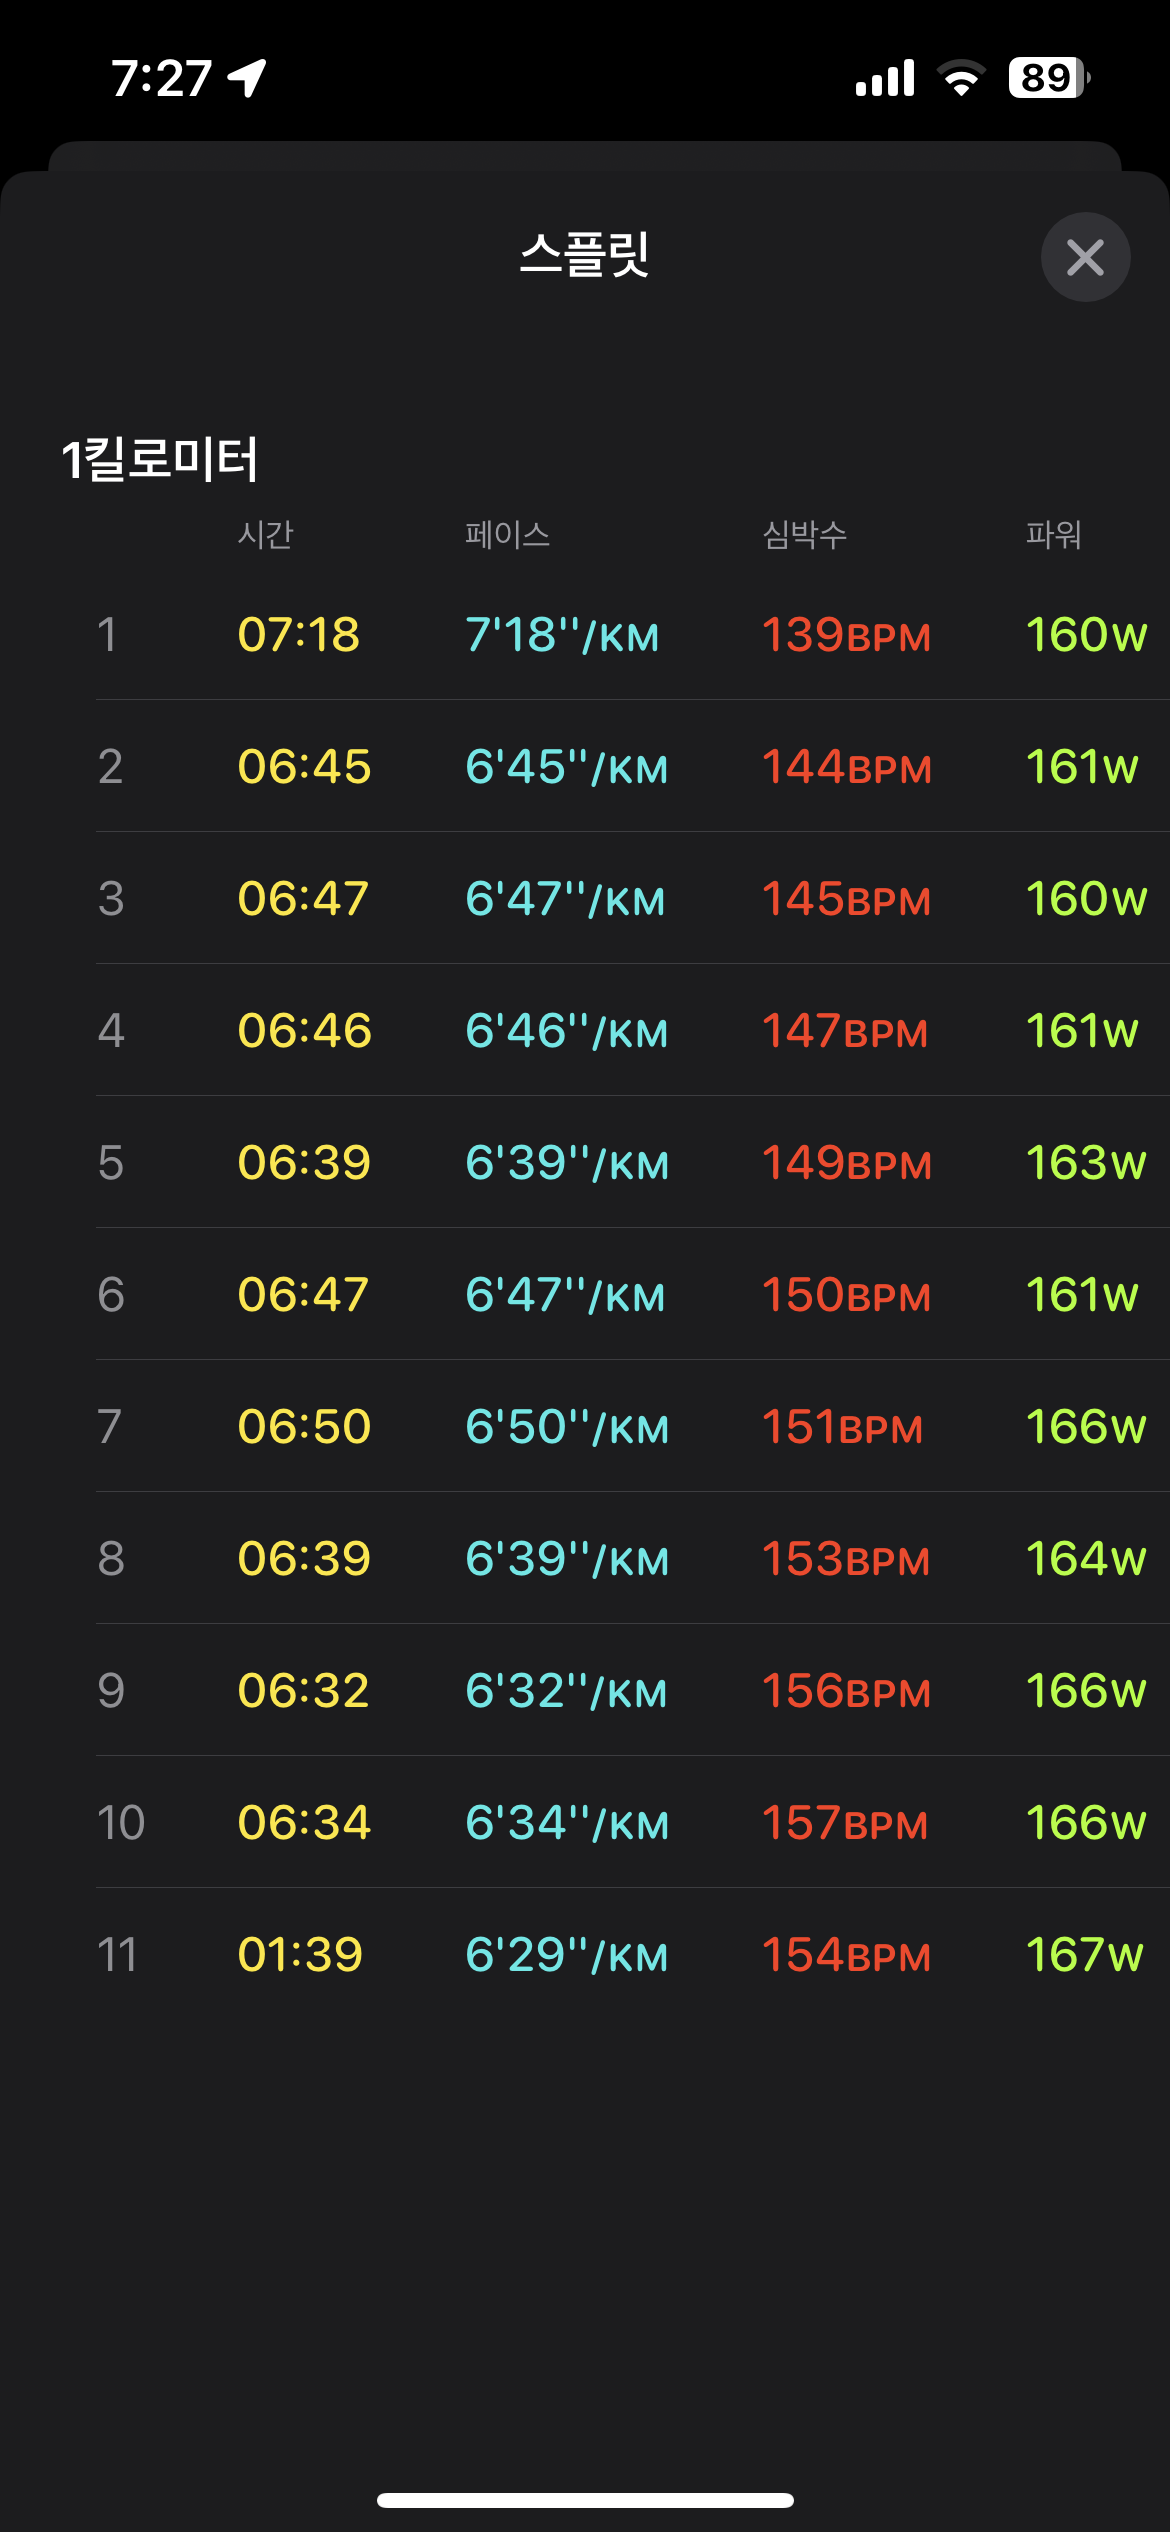 7:27 89
스플릿
1킬로미터
시간 페이스 심박수 파워
1 07:18 7'18''/KM 139BPM 160W
2 06:45 6'45''/KM 144BPM 161W
3 06:47 6'47''/KM 145BPM 160W
4 06:46 6'46''/KM 147BPM 161W
5 06:39 6'39''/KM 149BPM 163W
6 06:47 6'47''/KM 150BPM 161W
7 06:50 6'50''/KM 151BPM 166W
8 06:39 6'39''/KM 153BPM 164W
9 06:32 6'32''/KM 156BPM 166W
10 06:34 6'34''/KM 157BPM 166W
11 01:39 6'29''/KM 154BPM 167W